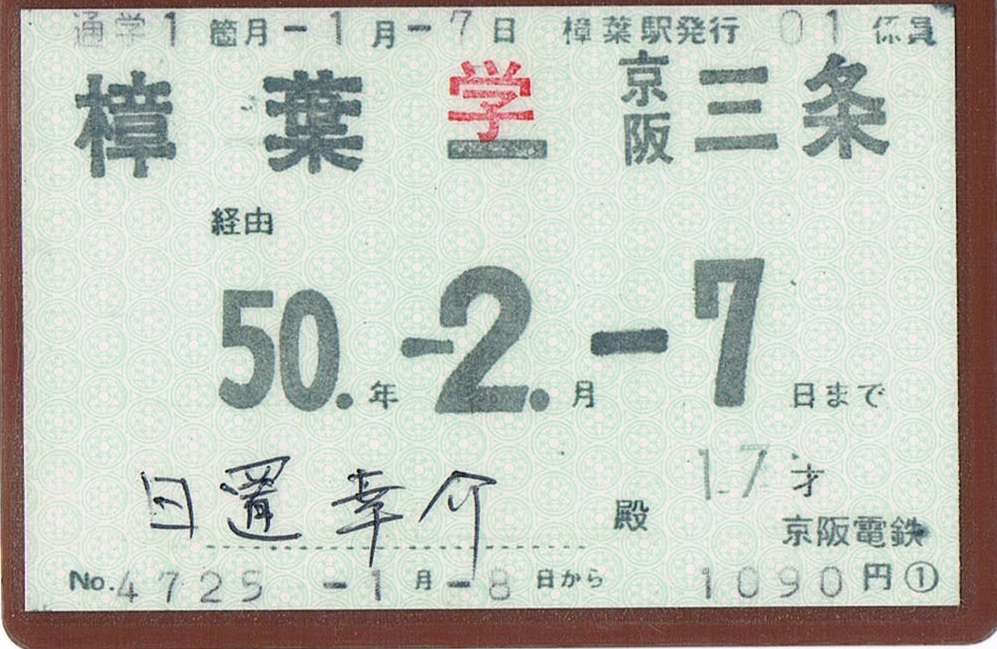 通学1箇月-1月-7日 樟葉駅発行 01係員
樟葉 学 京阪三条
経由
50.年-2.月-7日まで
日置幸介 殿 17才
京阪電鉄
No.4725 -1月-8日から 1090円①